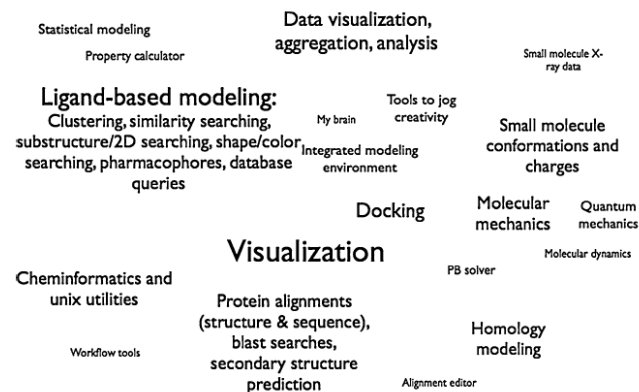 Statistical modeling
Property calculator
Data visualization,
aggregation, analysis
Small molecule X-
ray data
Ligand-based modeling:
Clustering, similarity searching,
substructure/2D searching, shape/color
searching, pharmacophores, database
queries
My brain
Tools to jog
creativity
Integrated modeling
environment
Small molecule
conformations and
charges
Docking
Molecular
mechanics
Quantum
mechanics
Visualization
Molecular dynamics
PB solver
Cheminformatics and
unix utilities
Protein alignments
(structure & sequence),
blast searches,
secondary structure
prediction
Homology
modeling
Workflow tools
Alignment editor